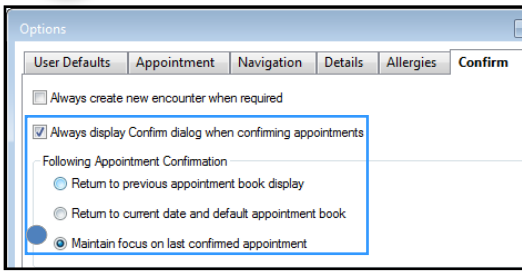 Options
User Defaults Appointment Navigation Details Allergies Confirm
Always create new encounter when required
Always display Confirm dialog when confirming appointments
Following Appointment Confirmation
Return to previous appointment book display
Return to current date and default appointment book
Maintain focus on last confirmed appointment